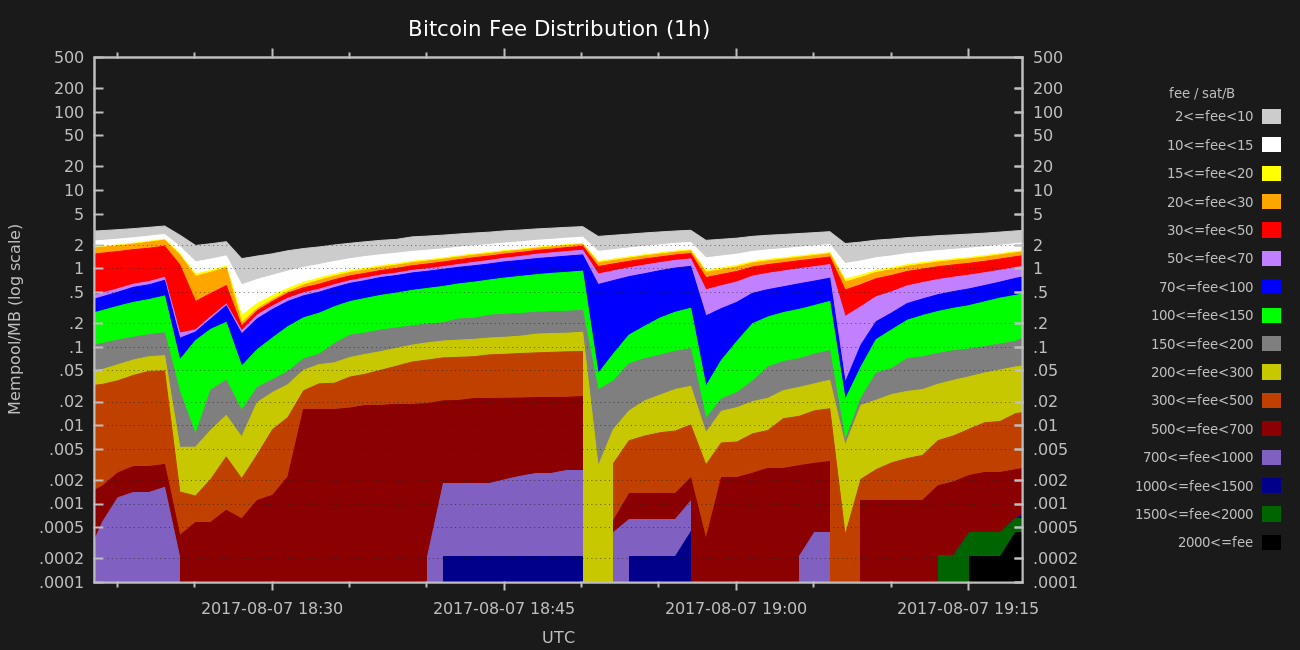 Bitcoin Fee Distribution (1h)
Mempool/MB (log scale)
500
200
100
50
20
10
5
2
1
.5
.2
.1
.05
.02
.01
.005
.002
.001
.0005
.0002
.0001
500
200
100
50
20
10
5
2
1
.5
.2
.1
.05
.02
.01
.005
.002
.001
.0005
.0002
.0001
2017-08-07 18:30 2017-08-07 18:45 2017-08-07 19:00 2017-08-07 19:15
UTC
fee / sat/B
2<=fee<10
10<=fee<15
15<=fee<20
20<=fee<30
30<=fee<50
50<=fee<70
70<=fee<100
100<=fee<150
150<=fee<200
200<=fee<300
300<=fee<500
500<=fee<700
700<=fee<1000
1000<=fee<1500
1500<=fee<2000
2000<=fee